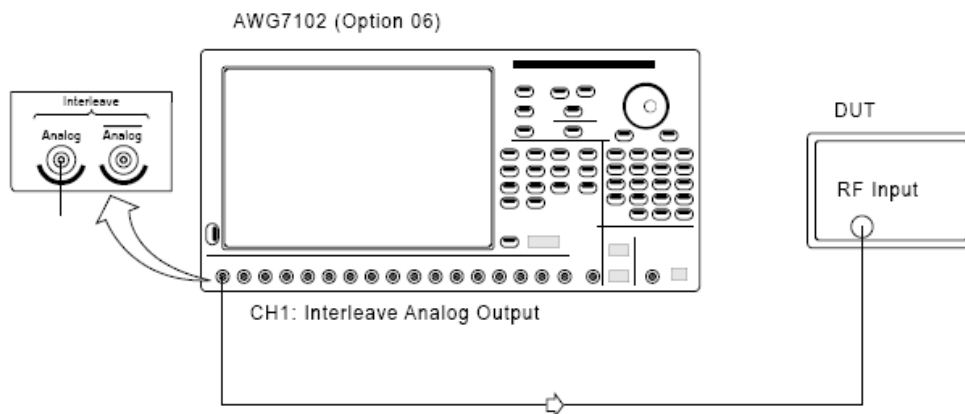 AWG7102 (Option 06)
Interleave
Analog Analog
DUT
RF Input
CH1: Interleave Analog Output